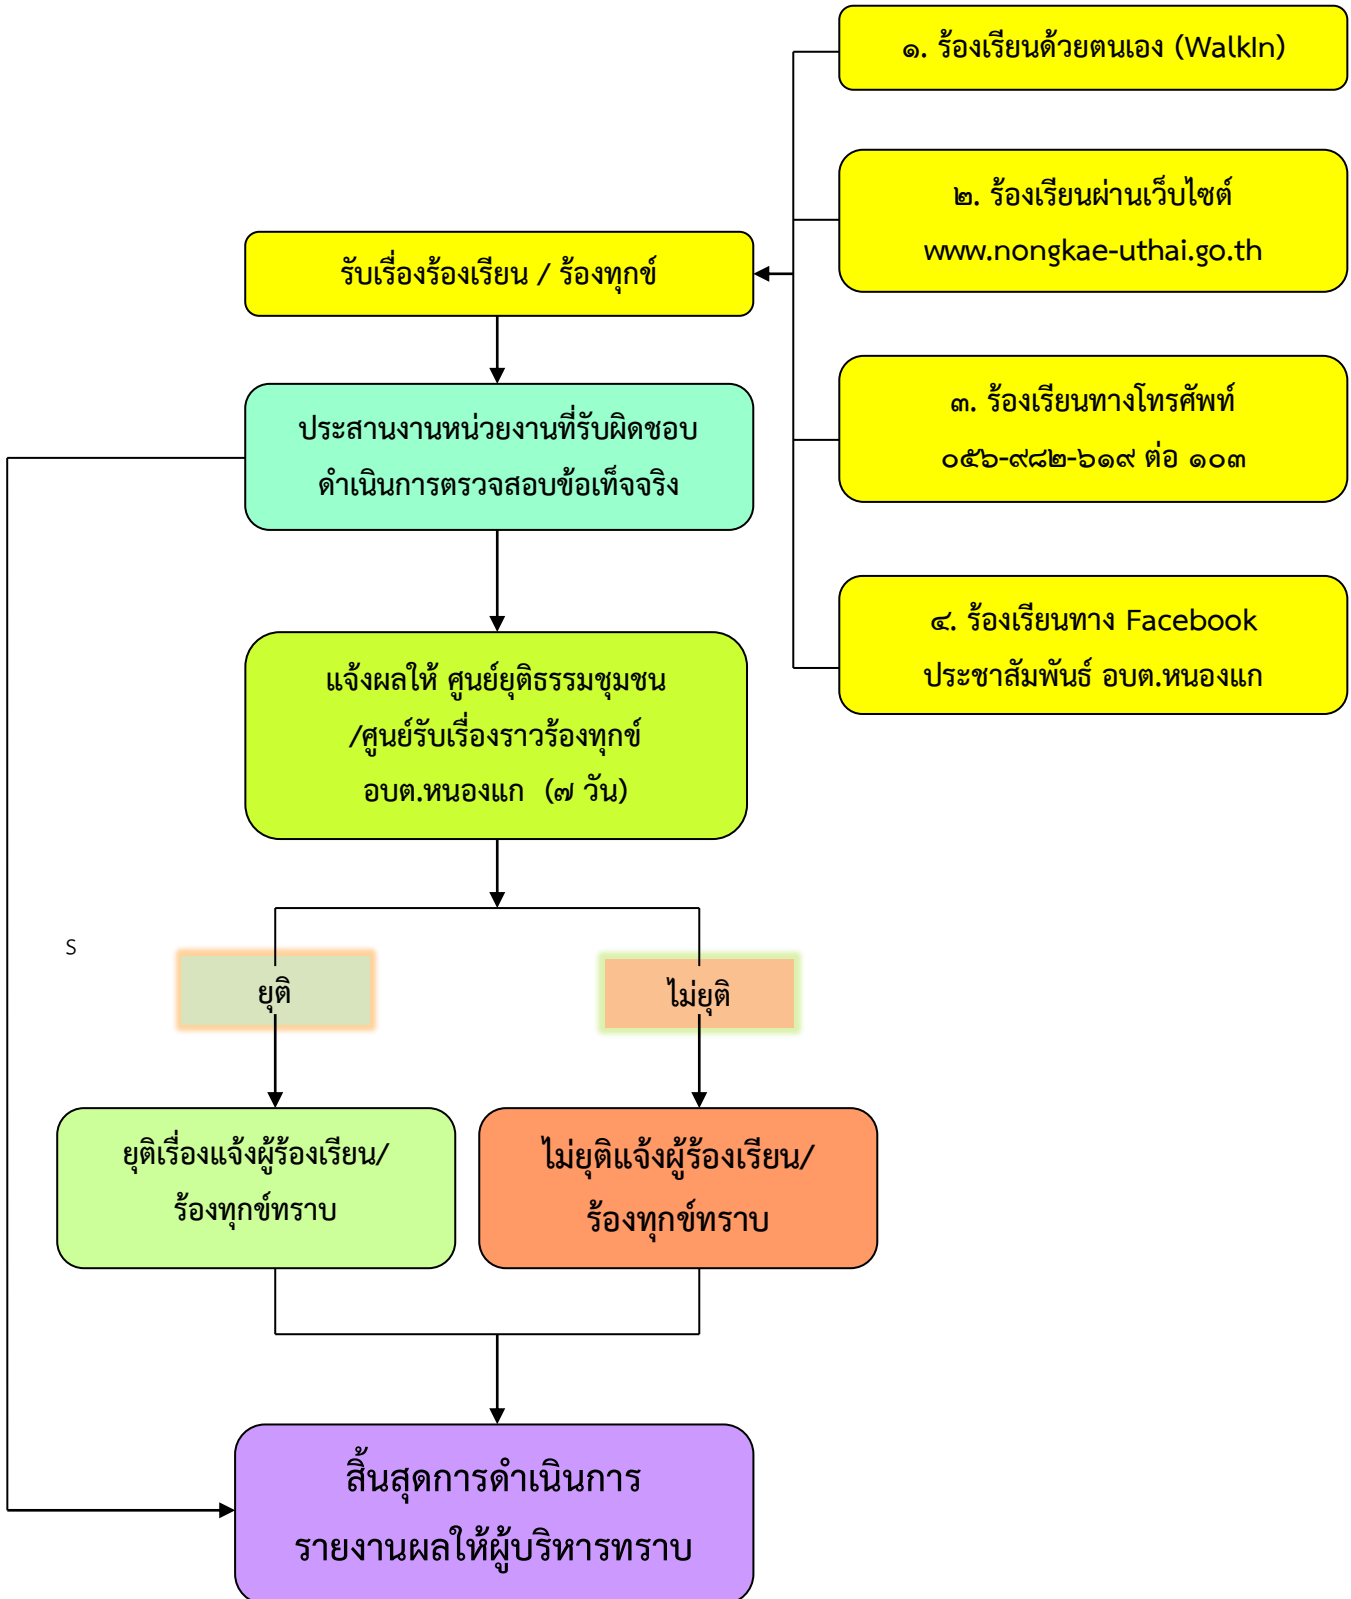 ๑. ร้องเรียนด้วยตนเอง (WalkIn)
๒. ร้องเรียนผ่านเว็บไซต์
www.nongkae-uthai.go.th
รับเรื่องร้องเรียน / ร้องทุกข์
๓. ร้องเรียนทางโทรศัพท์
๐๕๖-๙๘๒-๖๑๙ ต่อ ๑๐๓
ประสานงานหน่วยงานที่รับผิดชอบ
ดำเนินการตรวจสอบข้อเท็จจริง
๔. ร้องเรียนทาง Facebook
ประชาสัมพันธ์ อบต.หนองแก
แจ้งผลให้ ศูนย์ยุติธรรมชุมชน
/ศูนย์รับเรื่องราวร้องทุกข์
อบต.หนองแก (๗ วัน)
S
ยุติ
ไม่ยุติ
ยุติเรื่องแจ้งผู้ร้องเรียน/
ร้องทุกข์ทราบ
ไม่ยุติแจ้งผู้ร้องเรียน/
ร้องทุกข์ทราบ
สิ้นสุดการดำเนินการ
รายงานผลให้ผู้บริหารทราบ